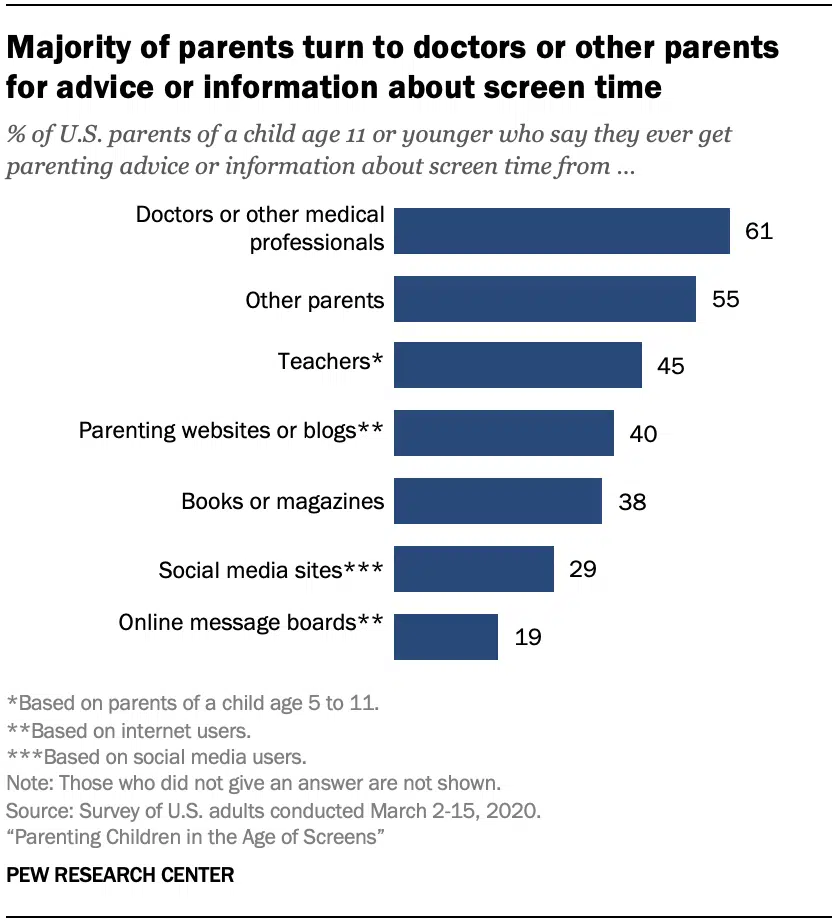 Majority of parents turn to doctors or other parents
for advice or information about screen time
% of U.S. parents of a child age 11 or younger who say they ever get
parenting advice or information about screen time from ...
Doctors or other medical
professionals 61
Other parents 55
Teachers* 45
Parenting websites or blogs** 40
Books or magazines 38
Social media sites*** 29
Online message boards** 19
*Based on parents of a child age 5 to 11.
**Based on internet users.
***Based on social media users.
Note: Those who did not give an answer are not shown.
Source: Survey of U.S. adults conducted March 2-15, 2020.
“Parenting Children in the Age of Screens”
PEW RESEARCH CENTER